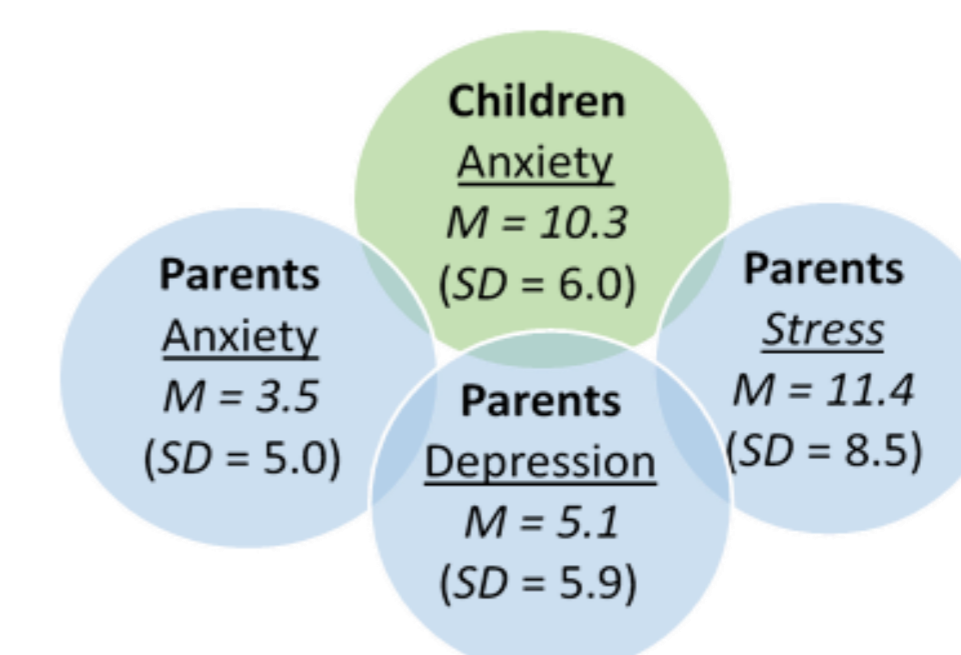 Children
Anxiety
M = 10.3
(SD = 6.0)
Parents
Anxiety
M = 3.5
(SD = 5.0)
Parents
Depression
M = 5.1
(SD = 5.9)
Parents
Stress
M = 11.4
(SD = 8.5)